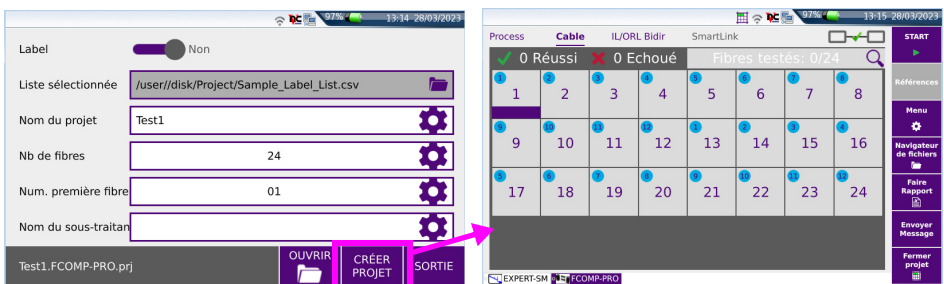 97% 13:14 28/03/2023
Label Non
Liste sélectionnée /user//disk/Project/Sample_Label_List.csv
Nom du projet Test1
Nb de fibres 24
Num. première fibre 01
Nom du sous-traitan
Test1.FCOMP-PRO.prj OUVRIR CRÉER PROJET SORTIE
97% 13:15 28/03/2023
Process Cable IL/ORL Bidir SmartLink
0 Réussi 0 Echoué Fibres testés: 0/24
1 2 3 4 5 6 7 8
1 2 3 4 5 6 7 8
9 10 11 12 1 2 3 4
9 10 11 12 13 14 15 16
5 6 7 8 9 10 11 12
17 18 19 20 21 22 23 24
EXPERT-SM FCOMP-PRO
START
Références
Menu
Navigateur
de fichiers
Faire
Rapport
Envoyer
Message
Fermer
projet